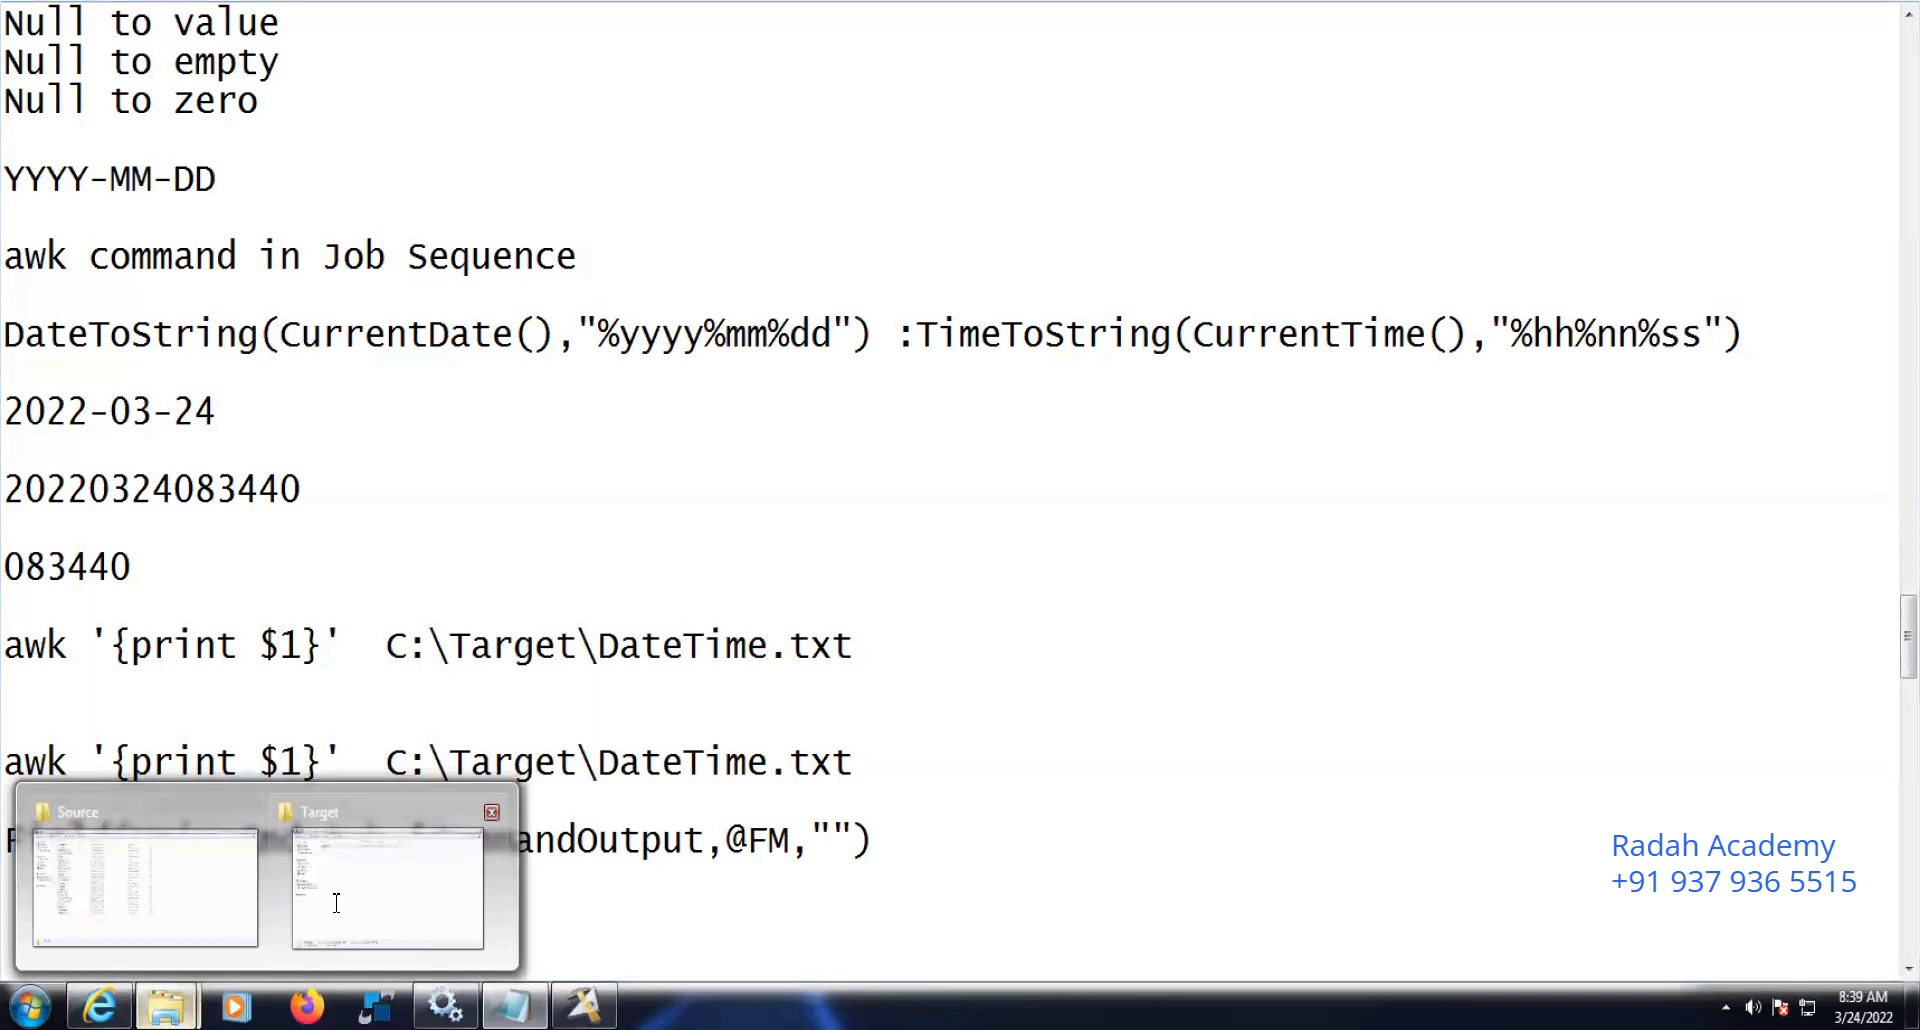 Null to value
Null to empty
Null to zero
YYYY-MM-DD
awk command in Job Sequence
DateToString(CurrentDate(),"%yyyy%mm%dd") :TimeToString(CurrentTime(),"%hh%nn%ss")
2022-03-24
20220324083440
083440
awk '{print $1}'  C:\Target\DateTime.txt
awk '{print $1}'  C:\Target\DateTime.txt
Source
Target
andOutput,@FM,"")
Radah Academy
+91 937 936 5515
8:39 AM
3/24/2022